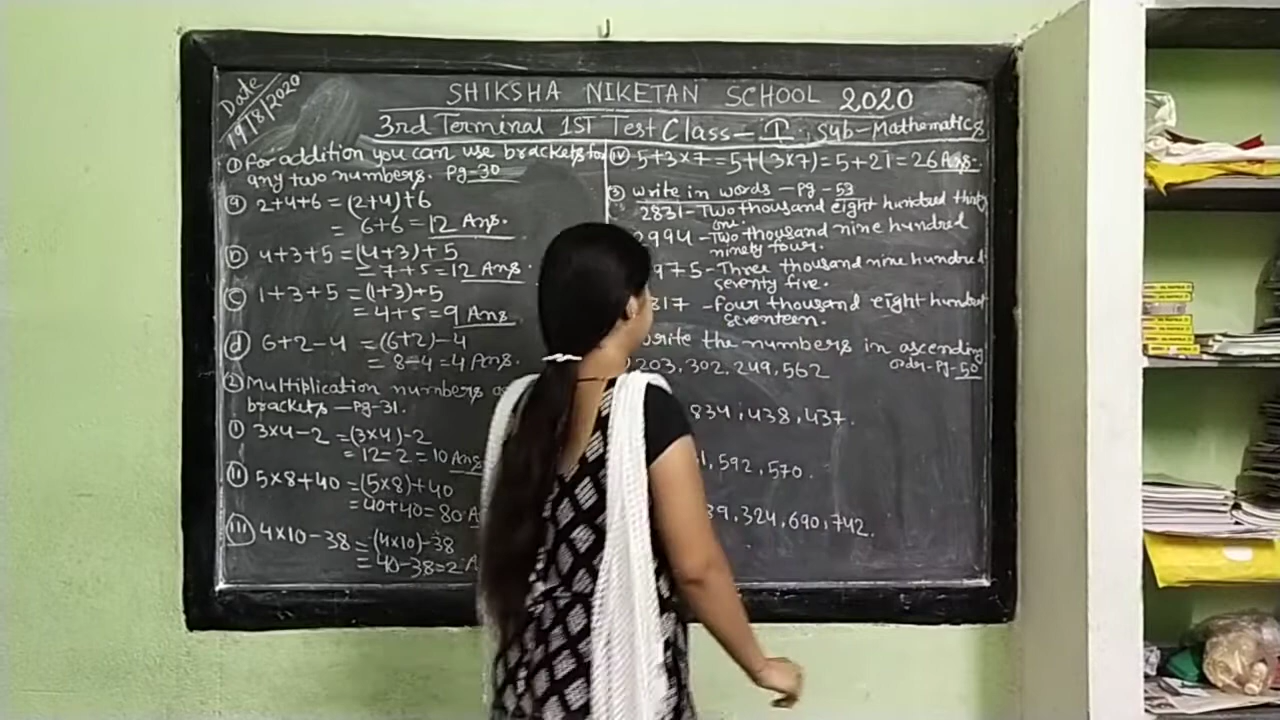 Date
19/8/2020
SHIKSHA NIKETAN SCHOOL 2020
3rd Terminal 1ST Test Class - I, Sub - Mathematics
① For addition you can use brackets for
any two numbers. Pg-30
ⓐ 2+4+6 = (2+4)+6
= 6+6 = 12 Ans.
ⓑ 4+3+5 = (4+3)+5
= 7+5 = 12 Ans.
ⓒ 1+3+5 = (1+3)+5
= 4+5 = 9 Ans
ⓓ 6+2-4 = (6+2)-4
= 8-4 = 4 Ans.
② Multiplication numbers
brackets - Pg-31.
ⓘ 3×4-2 = (3×4)-2
= 12-2 = 10 Ans
(ii) 5×8+40 = (5×8)+40
= 40+40 = 80.
(iii) 4×10-38 = (4×10)-38
= 40-38=2
(iv) 5+3×7 = 5+(3×7) = 5+21 = 26 Ans.
③ Write in words - Pg-53
2831 - Two thousand eight hundred thirty
one.
2994 - Two thousand nine hundred
ninety four.
975 - Three thousand nine hundred
seventy five.
317 - Four thousand eight hundred
seventeen.
write the numbers in ascending
order-Pg-50
203, 302, 249, 562
834, 438, 437.
1, 592, 570.
39, 324, 690, 742.